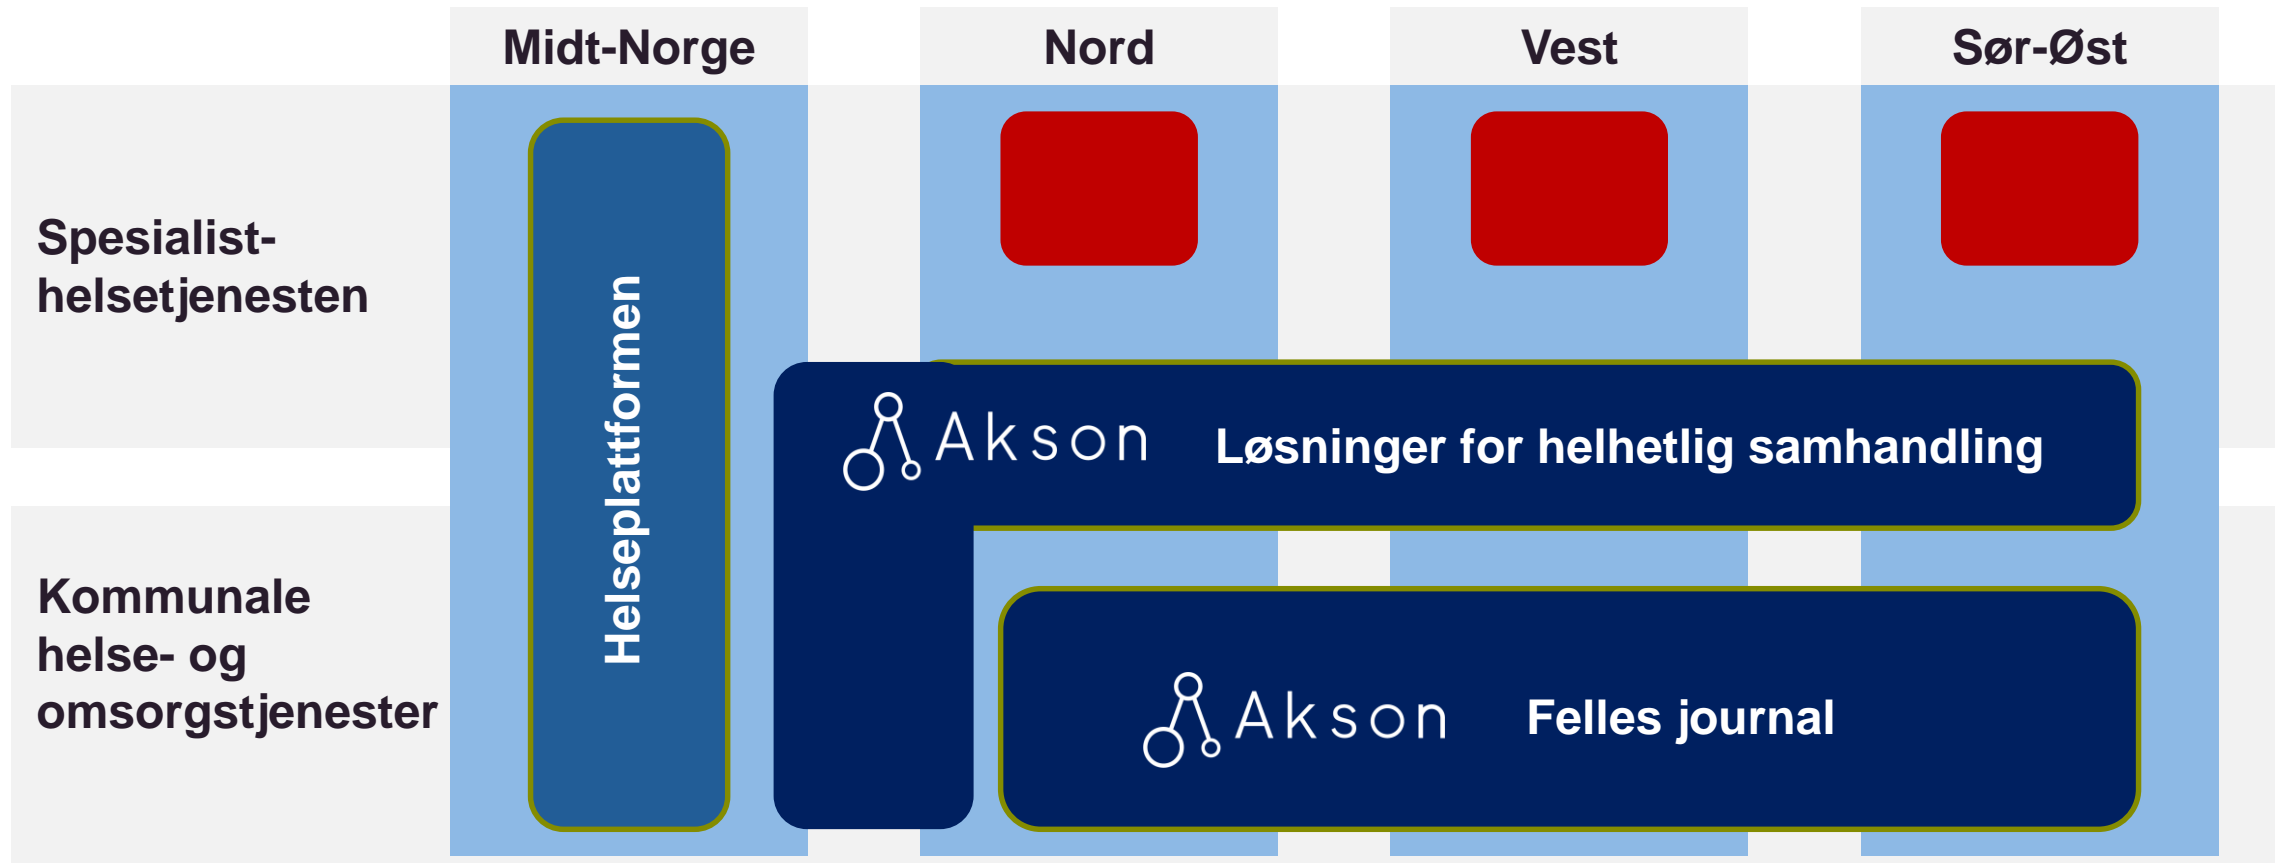 Midt-Norge
Nord
Vest
Sør-Øst
Spesialist-
helsetjenesten
Helseplattformen
Akson
Løsninger for helhetlig samhandling
Kommunale
helse- og
omsorgstjenester
Akson
Felles journal